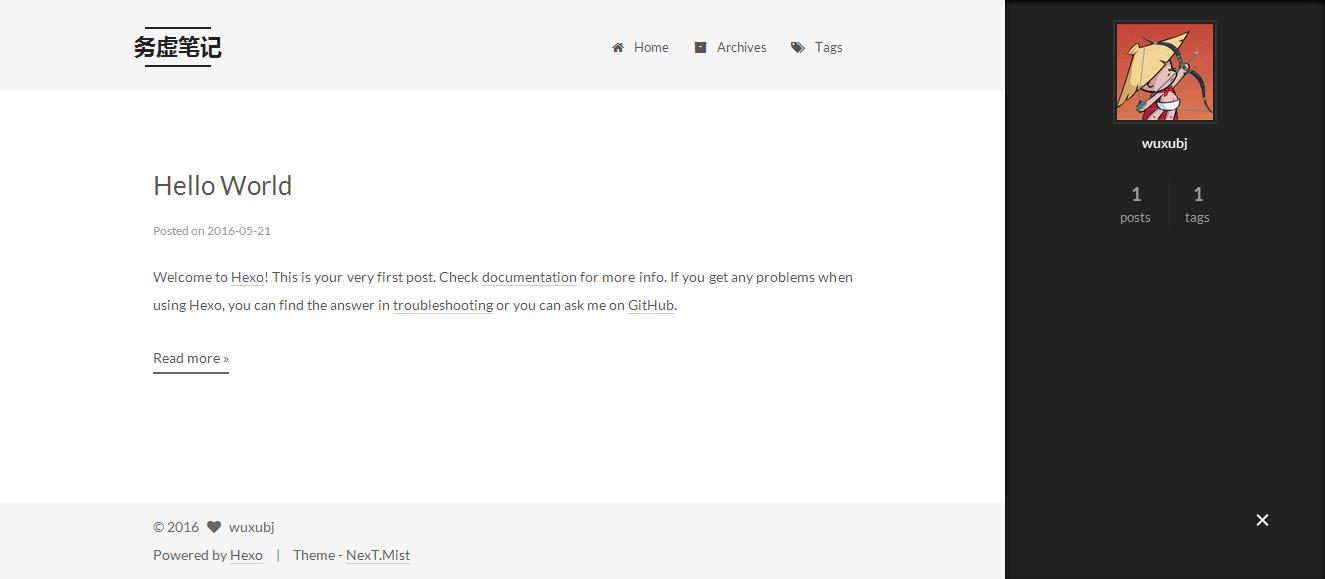 务虚笔记
Home
Archives
Tags
Hello World
Posted on 2016-05-21
Welcome to Hexo! This is your very first post. Check documentation for more info. If you get any problems when
using Hexo, you can find the answer in troubleshooting or you can ask me on GitHub.
Read more »
© 2016 wuxubj
Powered by Hexo | Theme - NexT.Mist
wuxubj
1
posts
1
tags